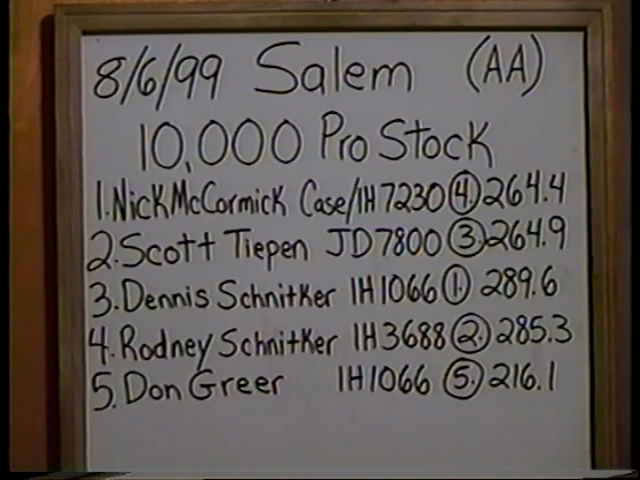 8/6/99 Salem (AA)
10,000 Pro Stock
1. Nick McCormick Case/IH 7230 4. 264.4
2. Scott Tiepen JD 7800 3. 264.9
3. Dennis Schnitker IH 1066 1. 289.6
4. Rodney Schnitker IH 3688 2. 285.3
5. Don Greer IH 1066 5. 216.1